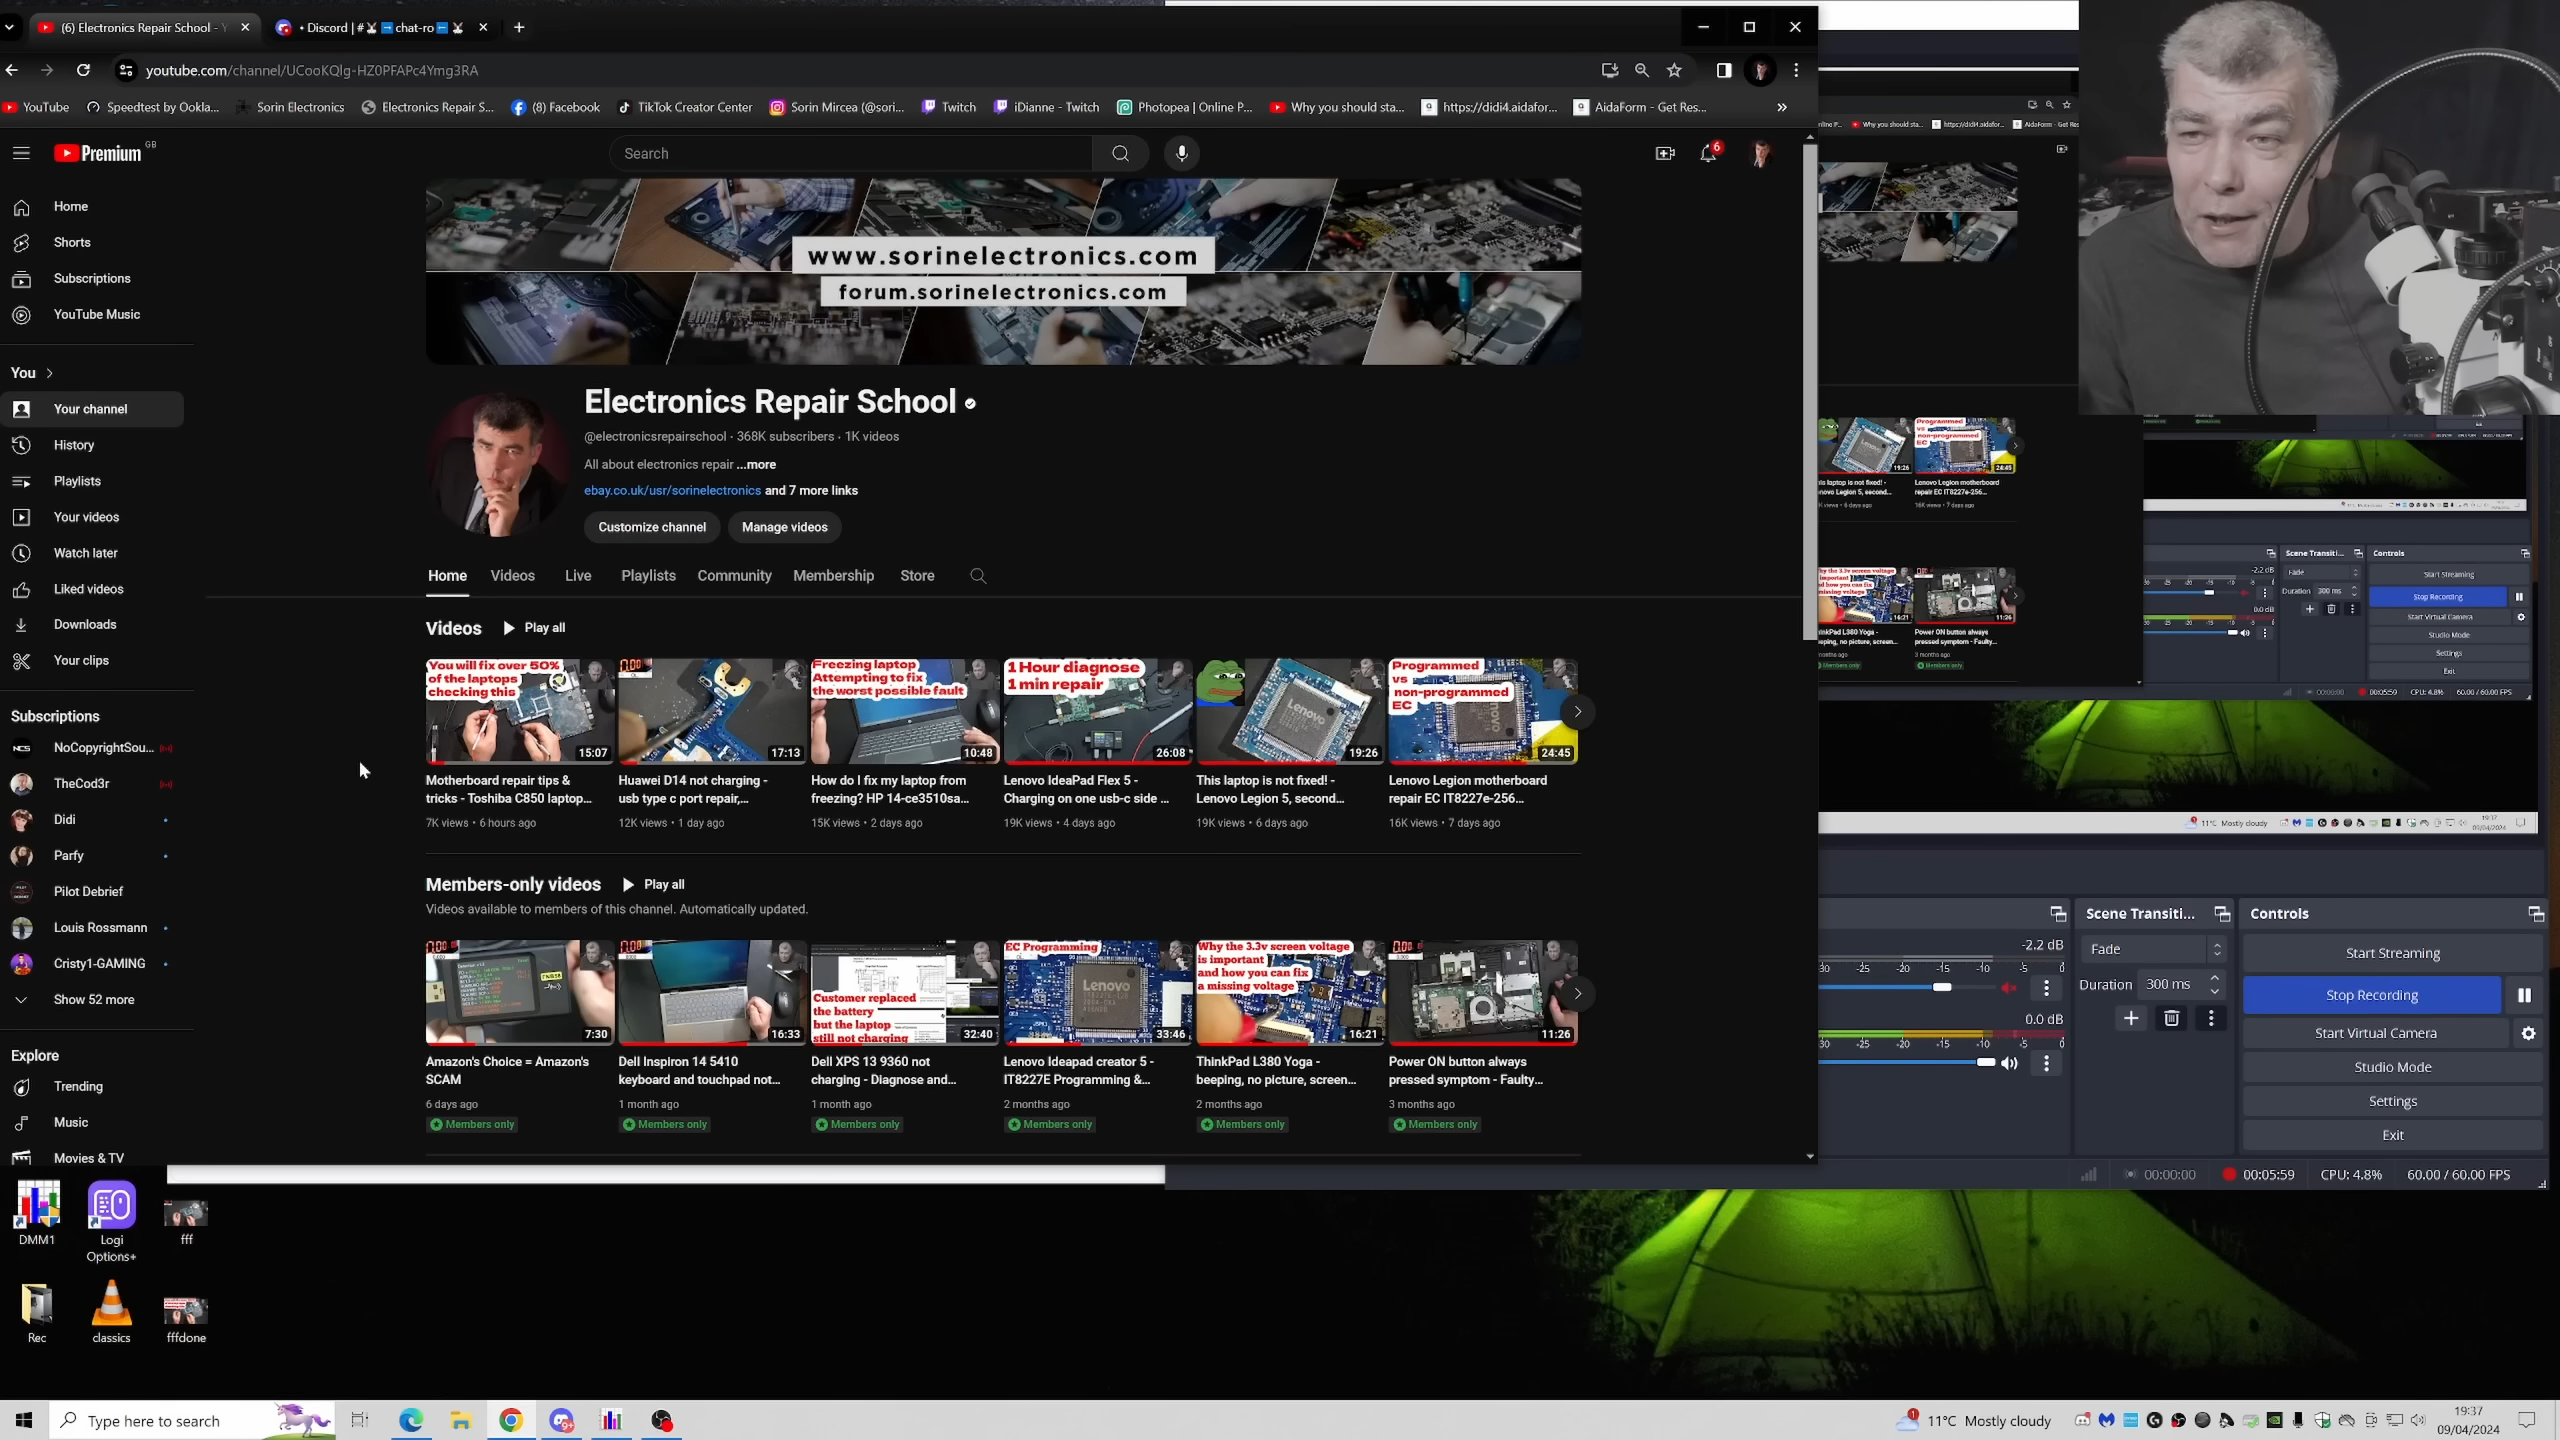 (6) Electronics Repair School - Y
• Discord | # chat-ro
youtube.com/channel/UCooKQlg-HZ0PFAPc4Ymg3RA
YouTube
Speedtest by Ookla...
Sorin Electronics
Electronics Repair S...
(8) Facebook
TikTok Creator Center
Sorin Mircea (@sori...
Twitch
iDianne - Twitch
Photopea | Online P...
Why you should sta...
https://didi4.aidafor...
AidaForm - Get Res...
Premium GB
Search
6
Home
Shorts
Subscriptions
YouTube Music
You
Your channel
History
Playlists
Your videos
Watch later
Liked videos
Downloads
Your clips
Subscriptions
NoCopyrightSou...
TheCod3r
Didi
Parfy
Pilot Debrief
Louis Rossmann
Cristy1-GAMING
Show 52 more
Explore
Trending
Music
Movies & TV
www.sorinelectronics.com
forum.sorinelectronics.com
Electronics Repair School
@electronicsrepairschool · 368K subscribers · 1K videos
All about electronics repair ...more
ebay.co.uk/usr/sorinelectronics and 7 more links
Customize channel
Manage videos
Home Videos Live Playlists Community Membership Store
Videos Play all
You will fix over 50%
of the laptops
checking this
15:07
Motherboard repair tips &
tricks - Toshiba C850 laptop...
7K views • 6 hours ago
17:13
Huawei D14 not charging -
usb type c port repair,...
12K views • 1 day ago
Freezing laptop
Attempting to fix
the worst possible fault
10:48
How do I fix my laptop from
freezing? HP 14-ce3510sa...
15K views • 2 days ago
1 Hour diagnose
1 min repair
26:08
Lenovo IdeaPad Flex 5 -
Charging on one usb-c side ...
19K views • 4 days ago
Lenovo
19:26
This laptop is not fixed! -
Lenovo Legion 5, second...
19K views • 6 days ago
Programmed
vs
non-programmed
EC
24:45
Lenovo Legion motherboard
repair EC IT8227e-256...
16K views • 7 days ago
Members-only videos Play all
Videos available to members of this channel. Automatically updated.
7:30
Amazon's Choice = Amazon's
SCAM
6 days ago
Members only
16:33
Dell Inspiron 14 5410
keyboard and touchpad not...
1 month ago
Members only
Customer replaced
the battery
but the laptop
still not charging
32:40
Dell XPS 13 9360 not
charging - Diagnose and...
1 month ago
Members only
EC Programming
Lenovo
33:46
Lenovo Ideapad creator 5 -
IT8227E Programming &...
2 months ago
Members only
Why the 3.3v screen voltage
is important
and how you can fix
a missing voltage
16:21
ThinkPad L380 Yoga -
beeping, no picture, screen...
2 months ago
Members only
11:26
Power ON button always
pressed symptom - Faulty...
3 months ago
Members only
-2.2 dB
30 -25 -20 -15 -10 -5 0
0.0 dB
30 -25 -20 -15 -10 -5 0
Scene Transiti...
Fade
Duration 300 ms
Controls
Start Streaming
Stop Recording
Start Virtual Camera
Studio Mode
Settings
Exit
00:00:00
00:05:59
CPU: 4.8%
60.00 / 60.00 FPS
DMM1
Logi
Options+
fff
Rec
classics
fffdone
Type here to search
11°C Mostly cloudy
19:37
09/04/2024